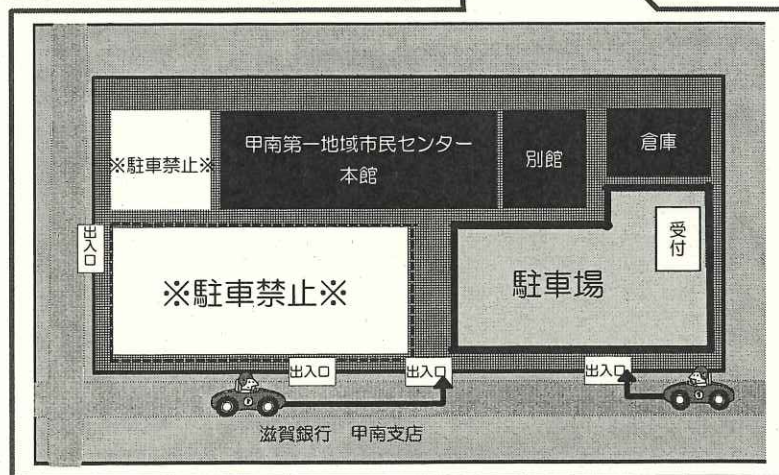 ※駐車禁止※
甲南第一地域市民センター
本館
別館
倉庫
出入口
※駐車禁止※
駐車場
受付
出入口
出入口
出入口
滋賀銀行 甲南支店